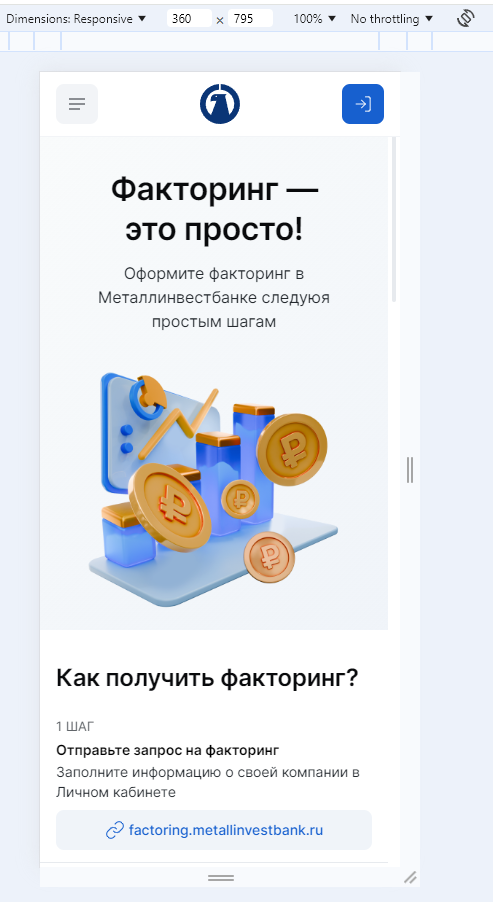 Dimensions: Responsive ▼ 360 × 795 100% ▼ No throttling ▼
Факторинг —
это просто!
Оформите факторинг в
Металлинвестбанке следуюя
простым шагам
Как получить факторинг?
1 ШАГ
Отправьте запрос на факторинг
Заполните информацию о своей компании в
Личном кабинете
factoring.metallinvestbank.ru